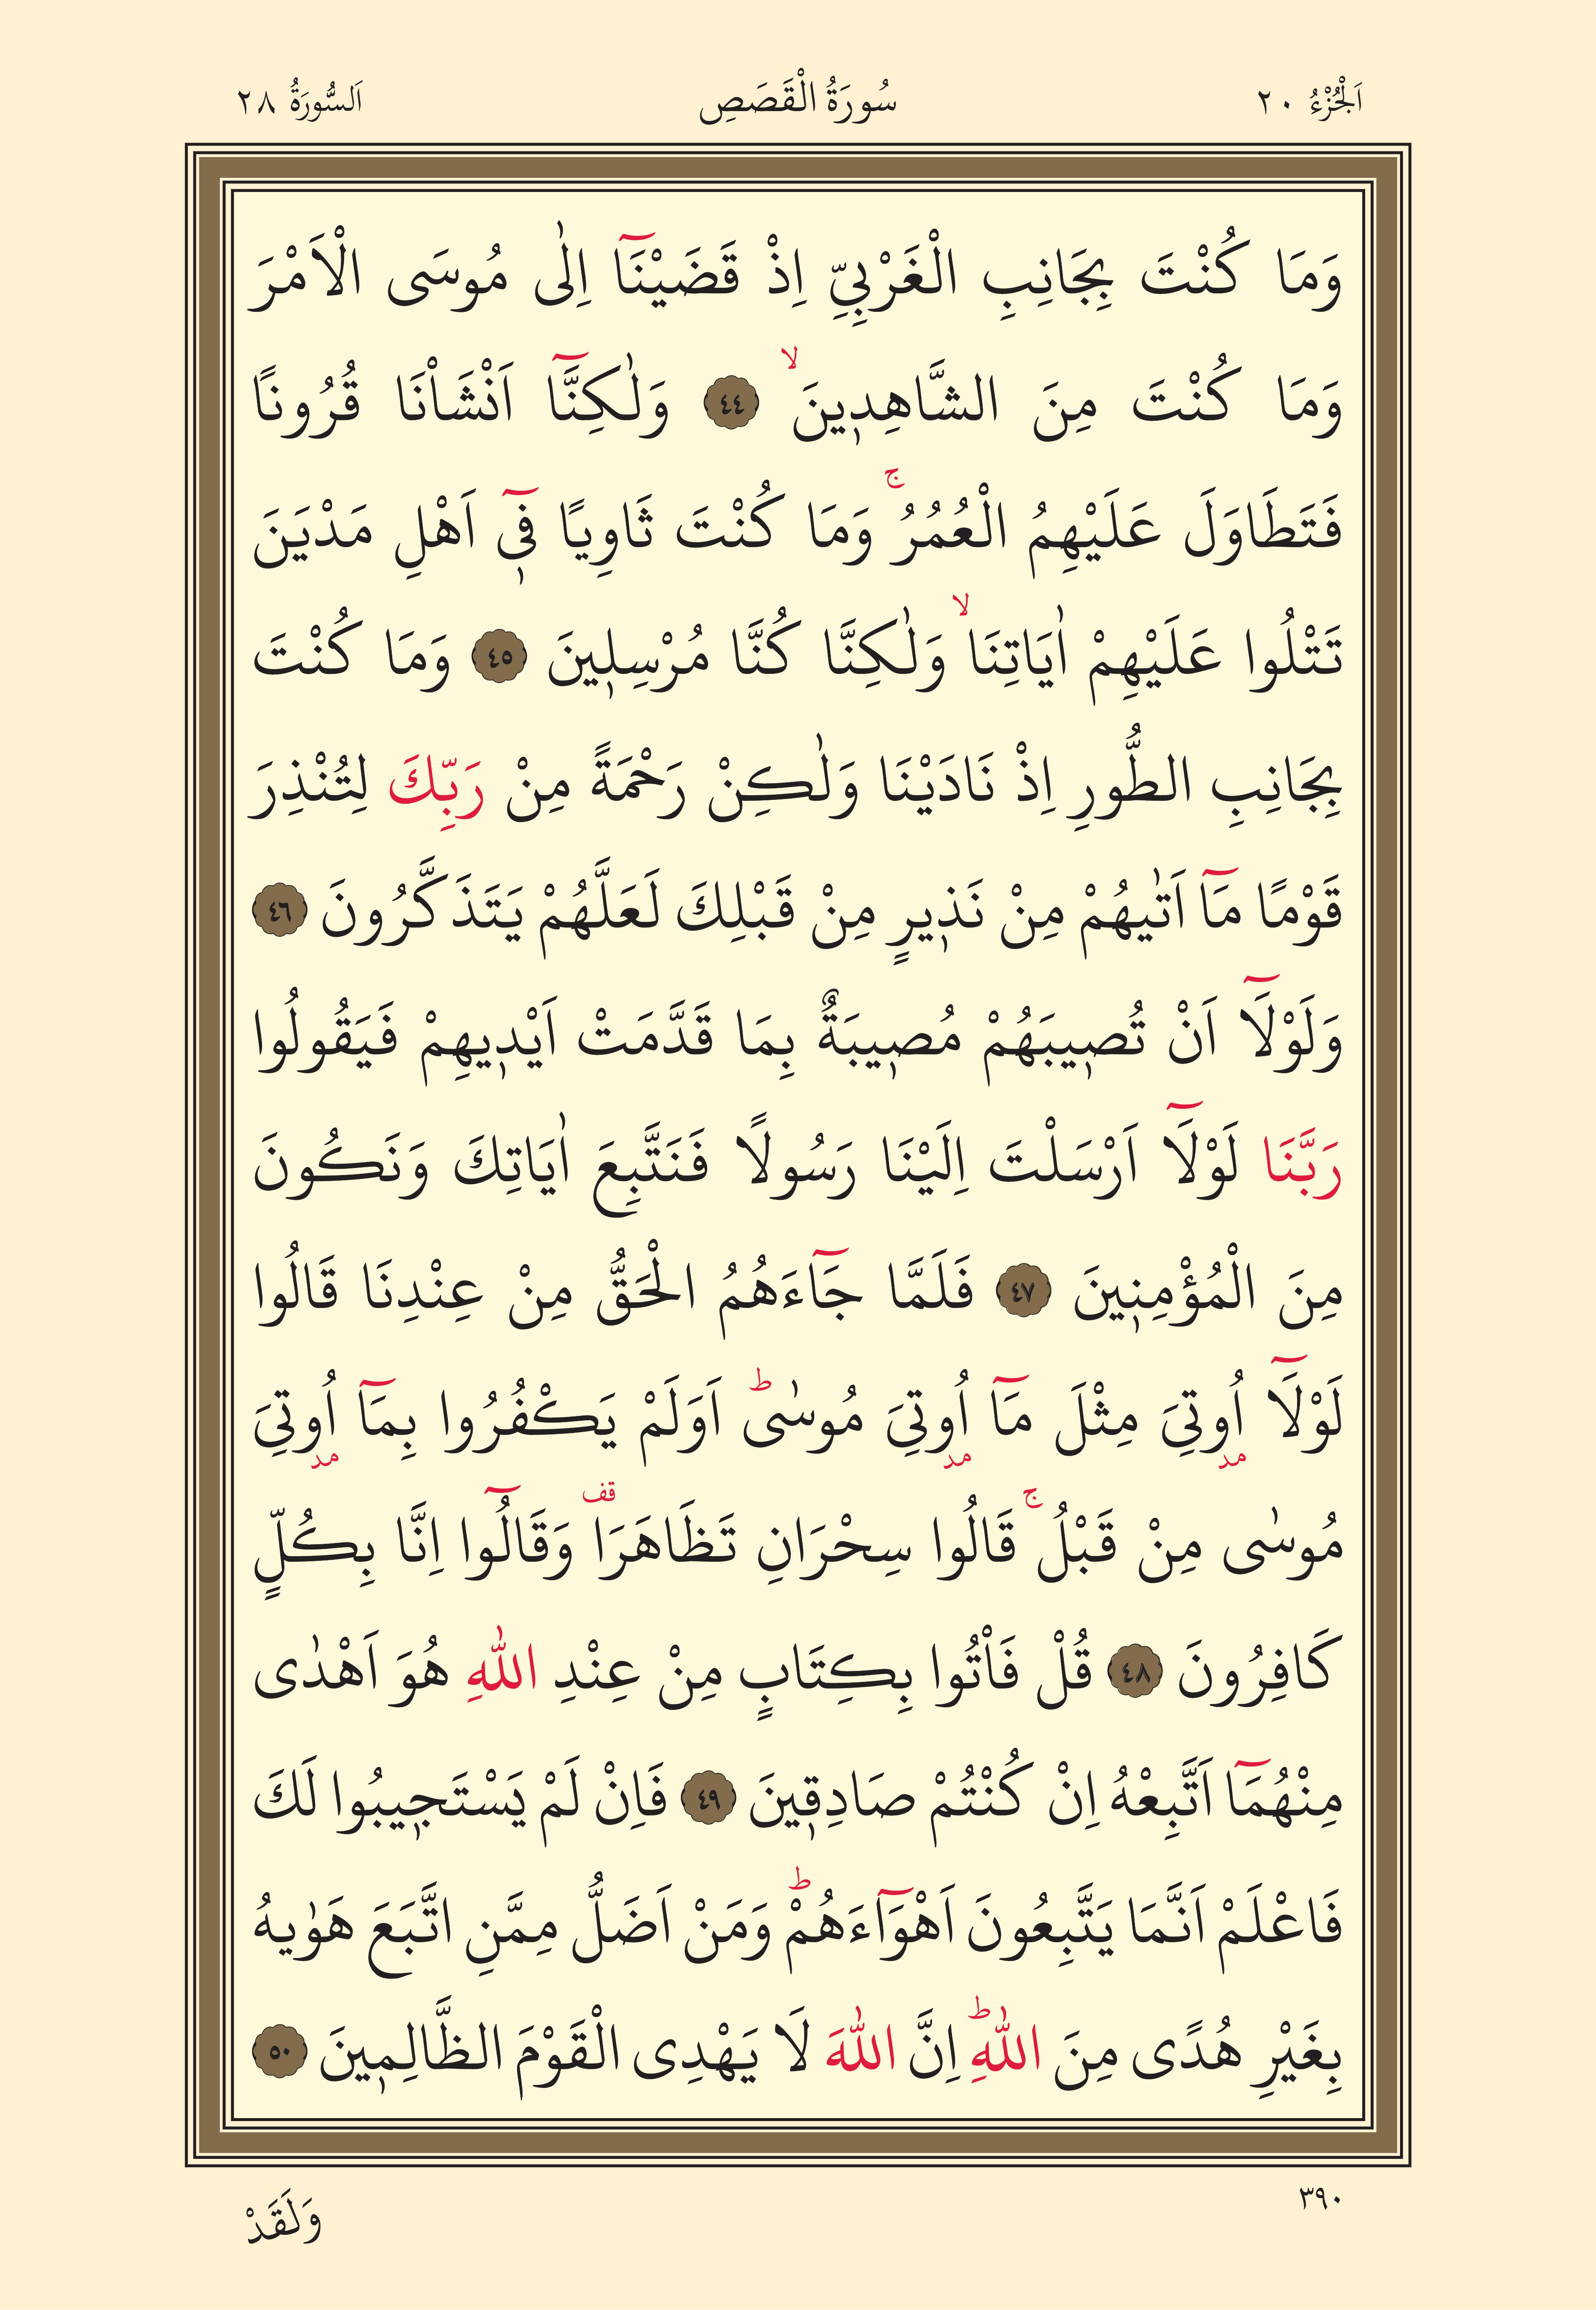 اَلْجُزْءُ ٢٠
سُورَةُ الْقَصَصِ
اَلسُّورَةُ ٢٨
وَمَا كُنْتَ بِجَانِبِ الْغَرْبِيِّ اِذْ قَضَيْنَٓا اِلٰى مُوسَى الْاَمْرَ
وَمَا كُنْتَ مِنَ الشَّاهِد۪ينَۙ ٤٤ وَلٰكِنَّٓا اَنْشَاْنَا قُرُونًا
فَتَطَاوَلَ عَلَيْهِمُ الْعُمُرُۚ وَمَا كُنْتَ ثَاوِيًا ف۪ٓي اَهْلِ مَدْيَنَ
تَتْلُوا عَلَيْهِمْ اٰيَاتِنَاۙ وَلٰكِنَّا كُنَّا مُرْسِل۪ينَ ٤٥ وَمَا كُنْتَ
بِجَانِبِ الطُّورِ اِذْ نَادَيْنَا وَلٰكِنْ رَحْمَةً مِنْ رَبِّكَ لِتُنْذِرَ
قَوْمًا مَٓا اَتٰيهُمْ مِنْ نَذ۪يرٍ مِنْ قَبْلِكَ لَعَلَّهُمْ يَتَذَكَّرُونَ ٤٦
وَلَوْلَٓا اَنْ تُص۪يبَهُمْ مُص۪يبَةٌ بِمَا قَدَّمَتْ اَيْد۪يهِمْ فَيَقُولُوا
رَبَّنَا لَوْلَٓا اَرْسَلْتَ اِلَيْنَا رَسُولًا فَنَتَّبِعَ اٰيَاتِكَ وَنَكُونَ
مِنَ الْمُؤْمِن۪ينَ ٤٧ فَلَمَّا جَٓاءَهُمُ الْحَقُّ مِنْ عِنْدِنَا قَالُوا
لَوْلَٓا اُو۫تِيَ مِثْلَ مَٓا اُو۫تِيَ مُوسٰىۜ اَوَلَمْ يَكْفُرُوا بِمَٓا اُو۫تِيَ
مُوسٰى مِنْ قَبْلُۚ قَالُوا سِحْرَانِ تَظَاهَرَا۠ وَقَالُٓوا اِنَّا بِكُلٍّ
كَافِرُونَ ٤٨ قُلْ فَاْتُوا بِكِتَابٍ مِنْ عِنْدِ اللّٰهِ هُوَ اَهْدٰى
مِنْهُمَٓا اَتَّبِعْهُ اِنْ كُنْتُمْ صَادِق۪ينَ ٤٩ فَاِنْ لَمْ يَسْتَج۪يبُوا لَكَ
فَاعْلَمْ اَنَّمَا يَتَّبِعُونَ اَهْوَٓاءَهُمْۜ وَمَنْ اَضَلُّ مِمَّنِ اتَّبَعَ هَوٰيهُ
بِغَيْرِ هُدًى مِنَ اللّٰهِۜ اِنَّ اللّٰهَ لَا يَهْدِى الْقَوْمَ الظَّالِم۪ينَ ٥٠
٣٩٠
وَلَقَدْ